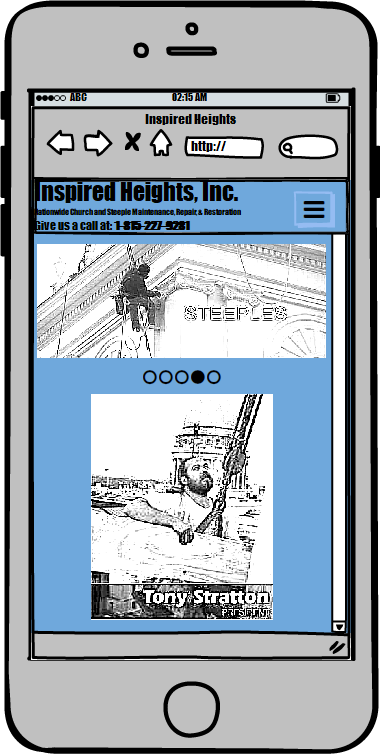 ABC 02:15 AM
Inspired Heights
http://
Inspired Heights, Inc.
Nationwide Church and Steeple Maintenance, Repair, & Restoration
Give us a call at: 1-815-227-9281
STEEPLES
Tony Stratton
PRESIDENT